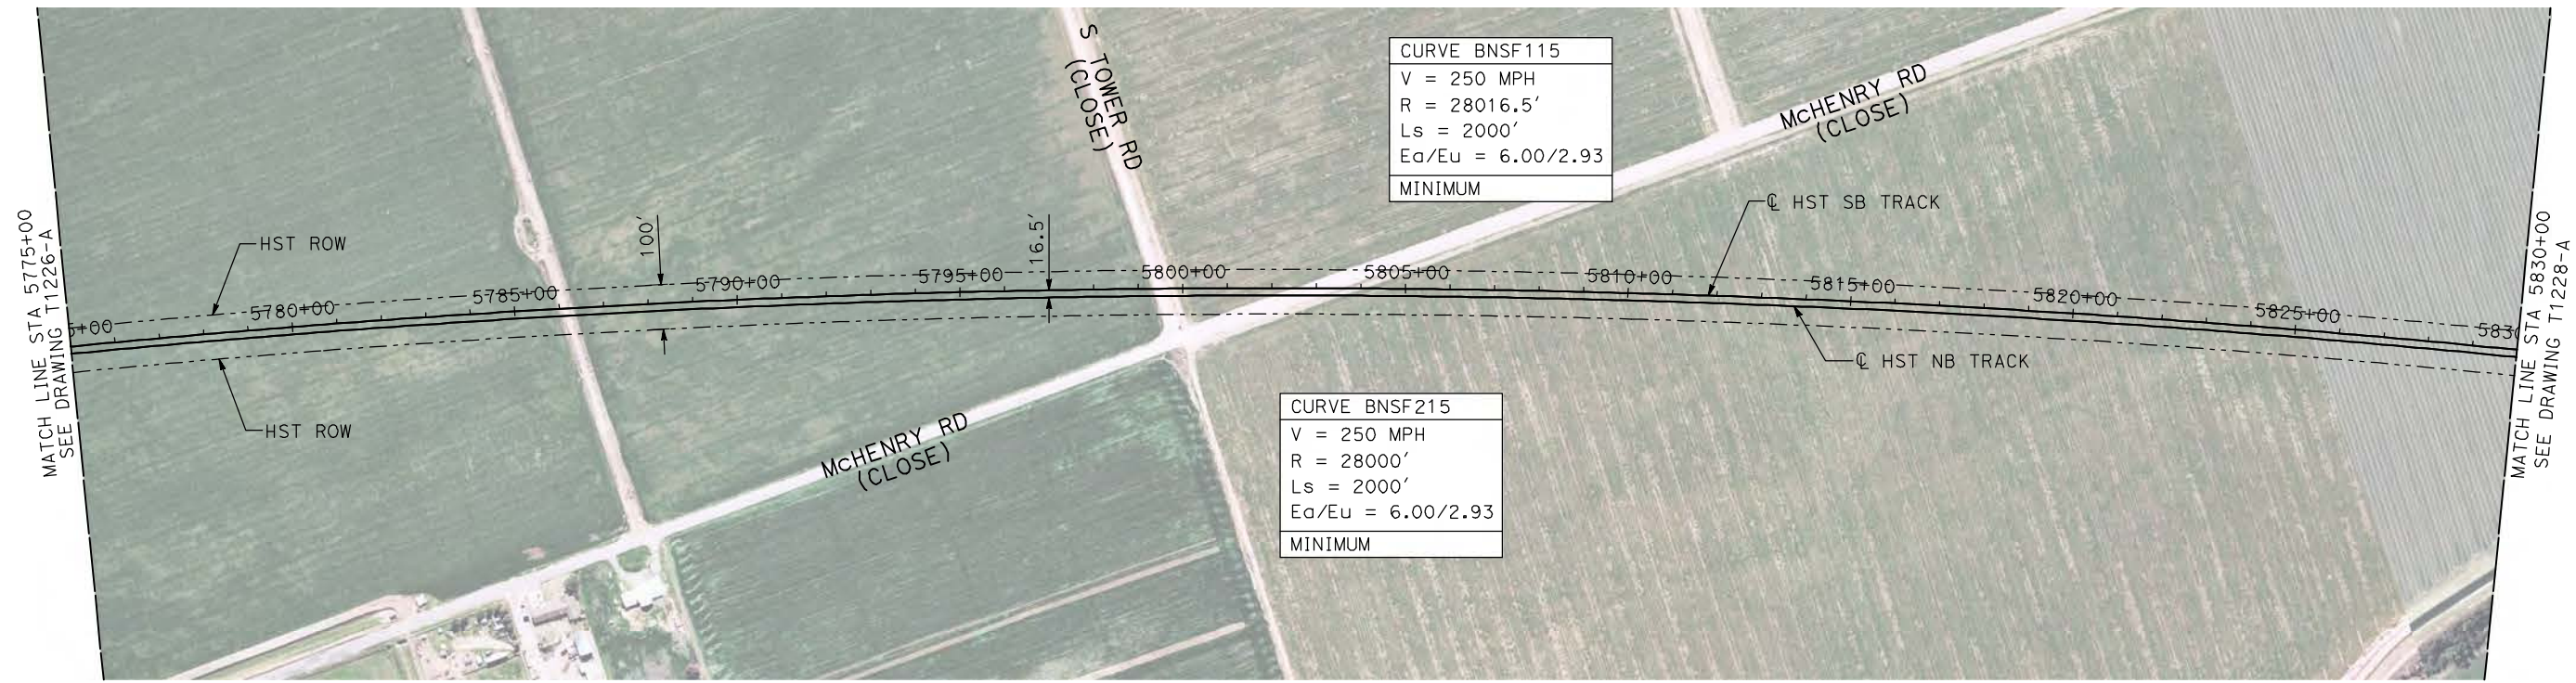 MATCH LINE STA 5775+00
SEE DRAWING T1226-A
HST ROW
HST ROW
100'
16.5'
S TOWER RD
(CLOSE)
CURVE BNSF115
V = 250 MPH
R = 28016.5'
Ls = 2000'
Ea/Eu = 6.00/2.93
MINIMUM
McHENRY RD
(CLOSE)
℄ HST SB TRACK
5+00
5780+00
5785+00
5790+00
5795+00
5800+00
5805+00
5810+00
5815+00
5820+00
5825+00
5830
℄ HST NB TRACK
McHENRY RD
(CLOSE)
CURVE BNSF215
V = 250 MPH
R = 28000'
Ls = 2000'
Ea/Eu = 6.00/2.93
MINIMUM
MATCH LINE STA 5830+00
SEE DRAWING T1228-A